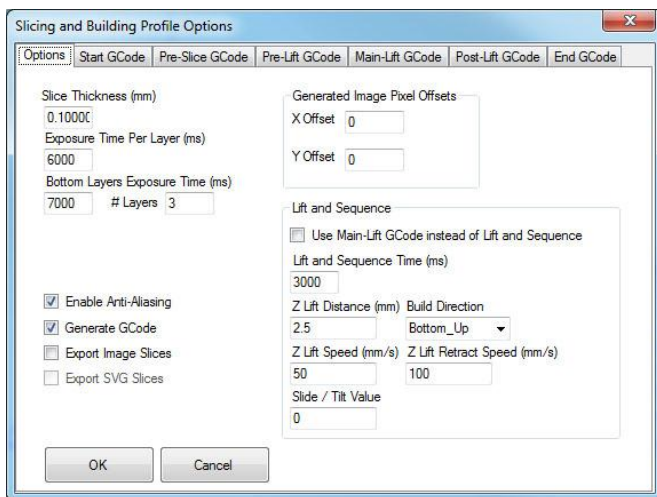 Slicing and Building Profile Options
Options Start GCode Pre-Slice GCode Pre-Lift GCode Main-Lift GCode Post-Lift GCode End GCode
Slice Thickness (mm)
0.1000(
Exposure Time Per Layer (ms)
6000
Bottom Layers Exposure Time (ms)
7000 # Layers 3
Enable Anti-Aliasing
Generate GCode
Export Image Slices
Export SVG Slices
OK Cancel
Generated Image Pixel Offsets
X Offset 0
Y Offset 0
Lift and Sequence
Use Main-Lift GCode instead of Lift and Sequence
Lift and Sequence Time (ms)
3000
Z Lift Distance (mm) Build Direction
2.5 Bottom_Up
Z Lift Speed (mm/s) Z Lift Retract Speed (mm/s)
50 100
Slide / Tilt Value
0